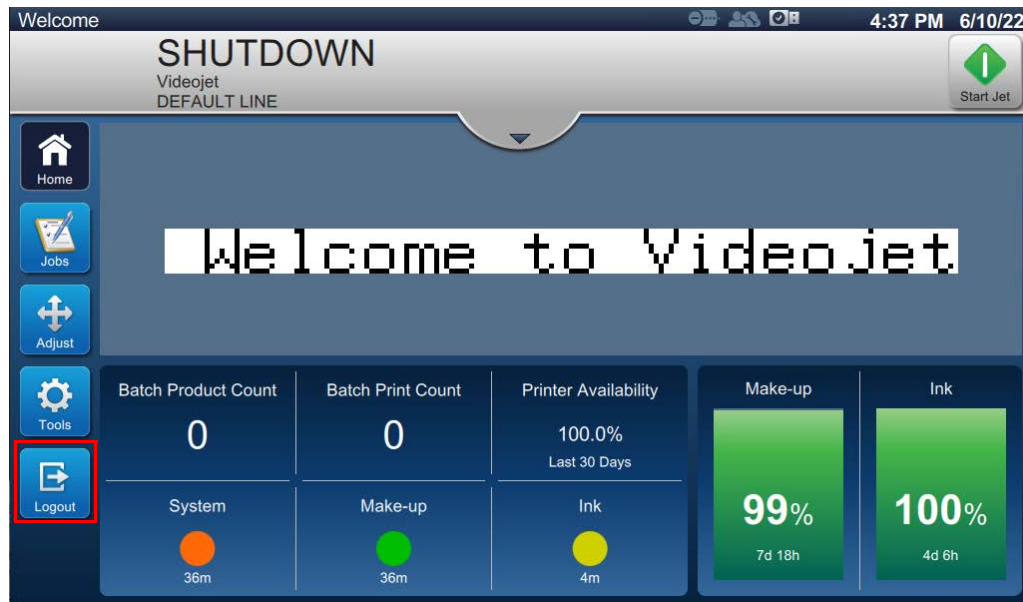 Welcome
4:37 PM 6/10/22
SHUTDOWN
Videojet
DEFAULT LINE
Start Jet
Home
Jobs
Adjust
Tools
Logout
Welcome to Videojet
Batch Product Count
0
Batch Print Count
0
Printer Availability
100.0%
Last 30 Days
System
36m
Make-up
36m
Ink
4m
Make-up
99%
7d 18h
Ink
100%
4d 6h